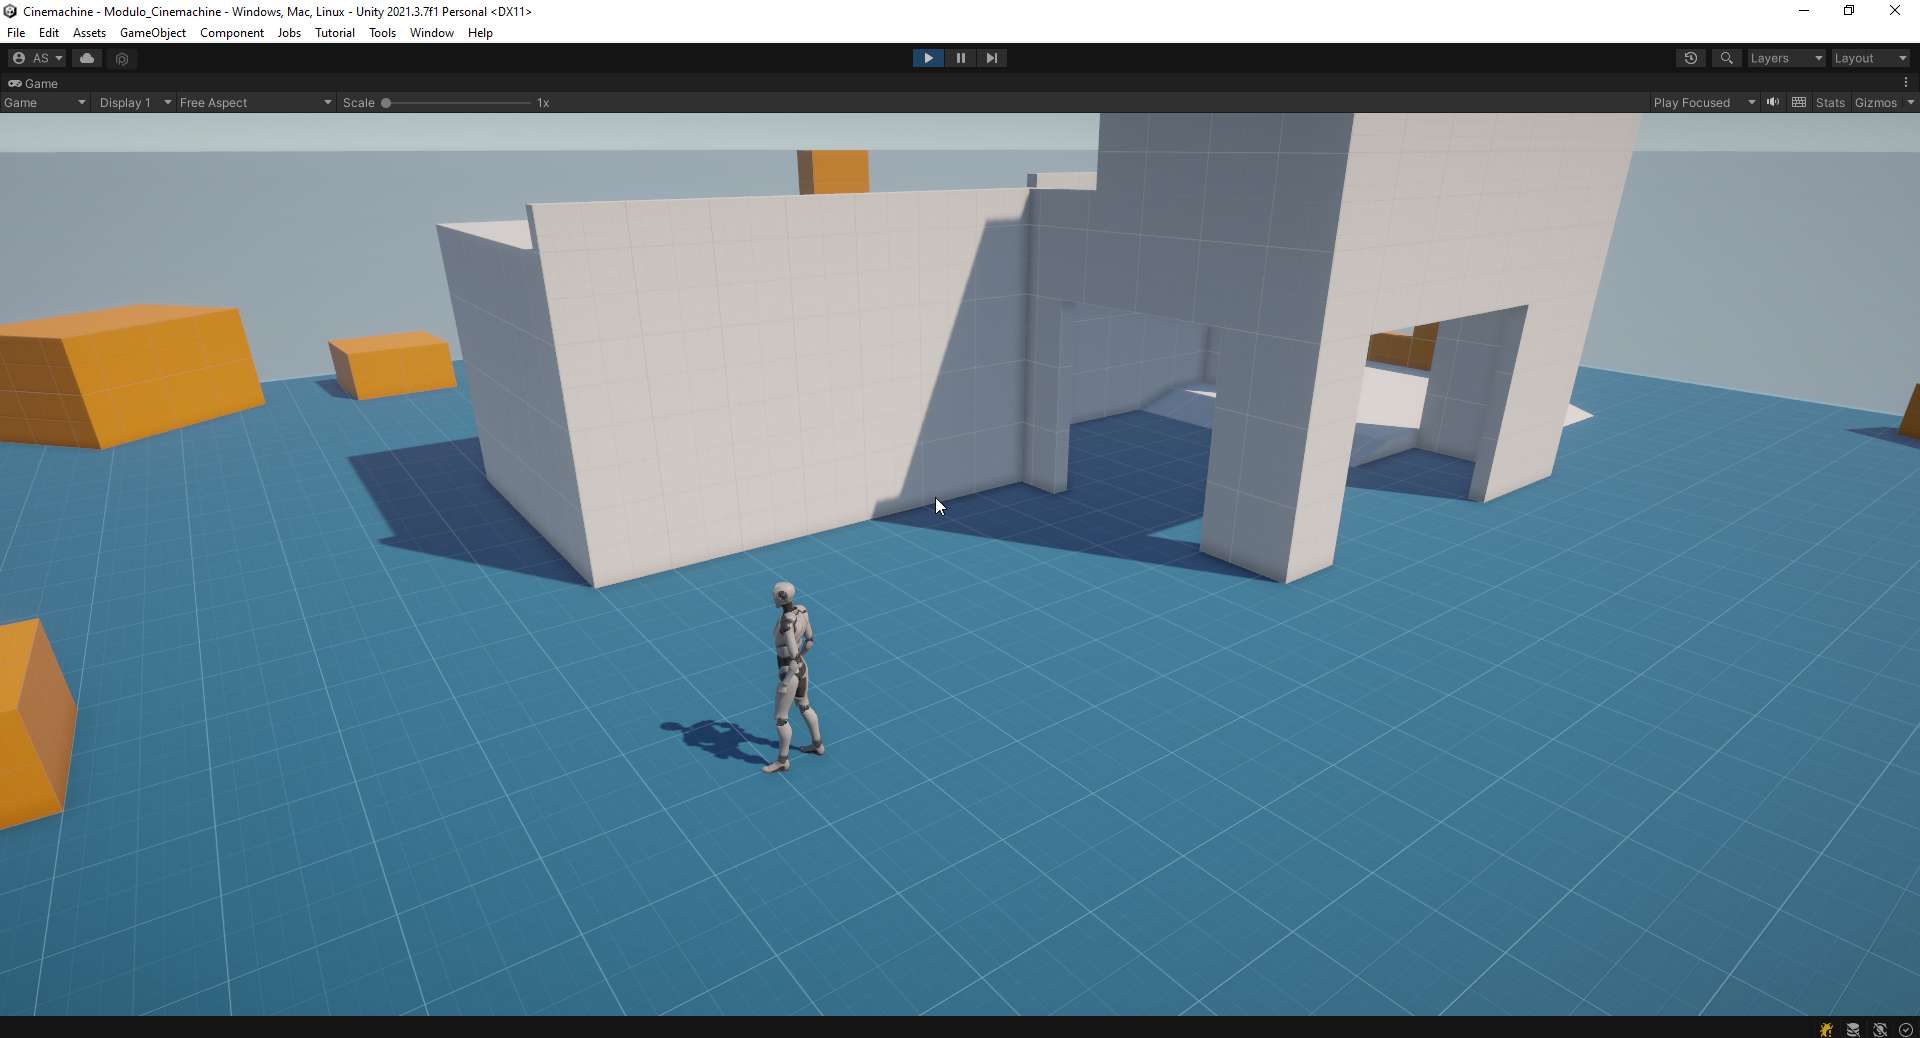 Cinemachine - Modulo_Cinemachine - Windows, Mac, Linux - Unity 2021.3.7f1 Personal <DX11>
File Edit Assets GameObject Component Jobs Tutorial Tools Window Help
AS Layers Layout
Game
Game Display 1 Free Aspect Scale 1x Play Focused Stats Gizmos